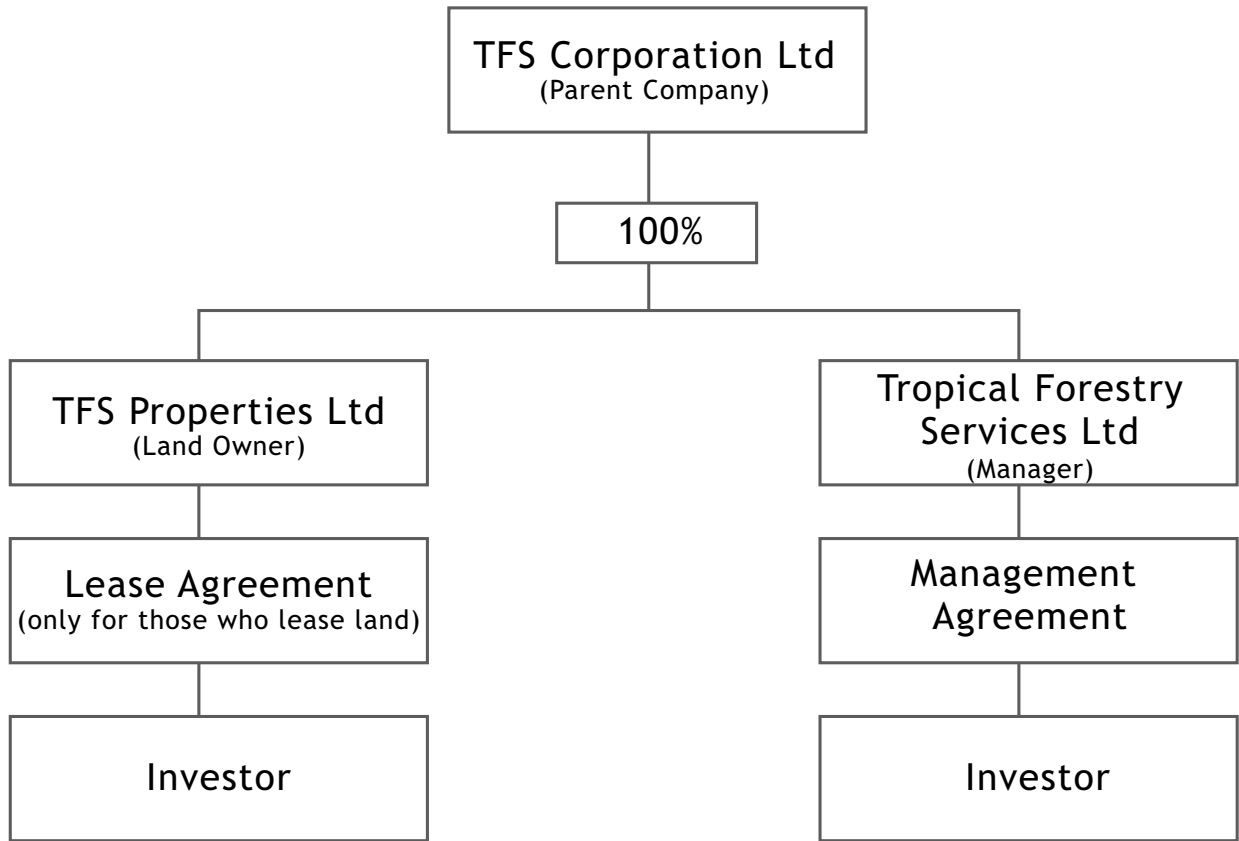 TFS Corporation Ltd
(Parent Company)
100%
TFS Properties Ltd
(Land Owner)
Tropical Forestry
Services Ltd
(Manager)
Lease Agreement
(only for those who lease land)
Management
Agreement
Investor
Investor